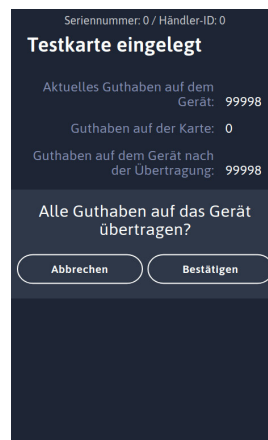 Seriennummer: 0 / Händler-ID: 0
Testkarte eingelegt
Aktuelles Guthaben auf dem
Gerät: 99998
Guthaben auf der Karte: 0
Guthaben auf dem Gerät nach
der Übertragung: 99998
Alle Guthaben auf das Gerät
übertragen?
Abbrechen Bestätigen